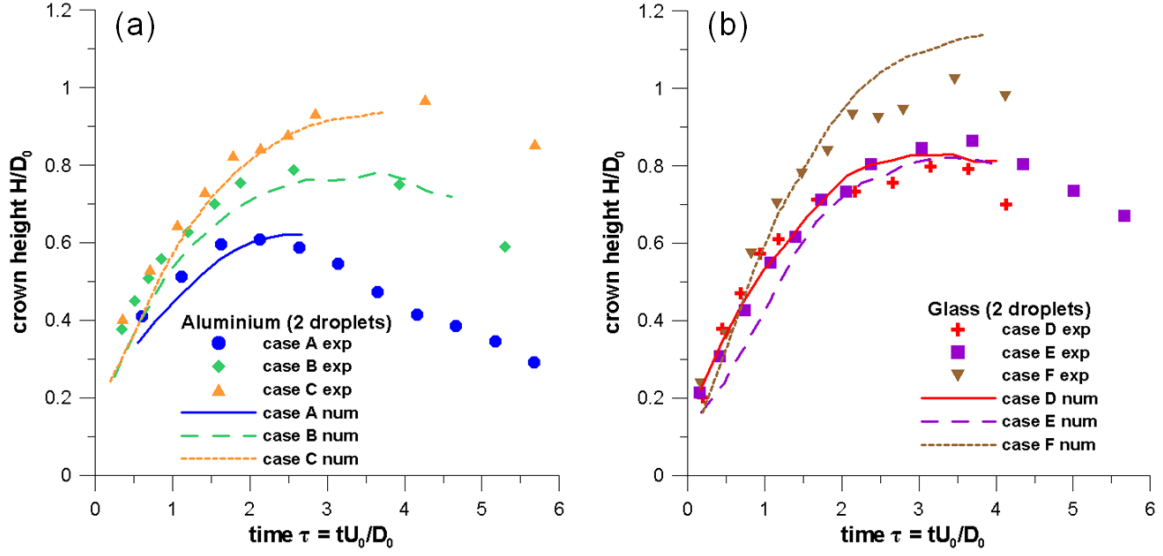 (a)
crown height H/D₀
1.2
1
0.8
0.6
0.4
0.2
0
Aluminium (2 droplets)
case A exp
case B exp
case C exp
case A num
case B num
case C num
0 1 2 3 4 5 6
time τ = tU₀/D₀
(b)
crown height H/D₀
1.2
1
0.8
0.6
0.4
0.2
0
Glass (2 droplets)
case D exp
case E exp
case F exp
case D num
case E num
case F num
0 1 2 3 4 5 6
time τ = tU₀/D₀